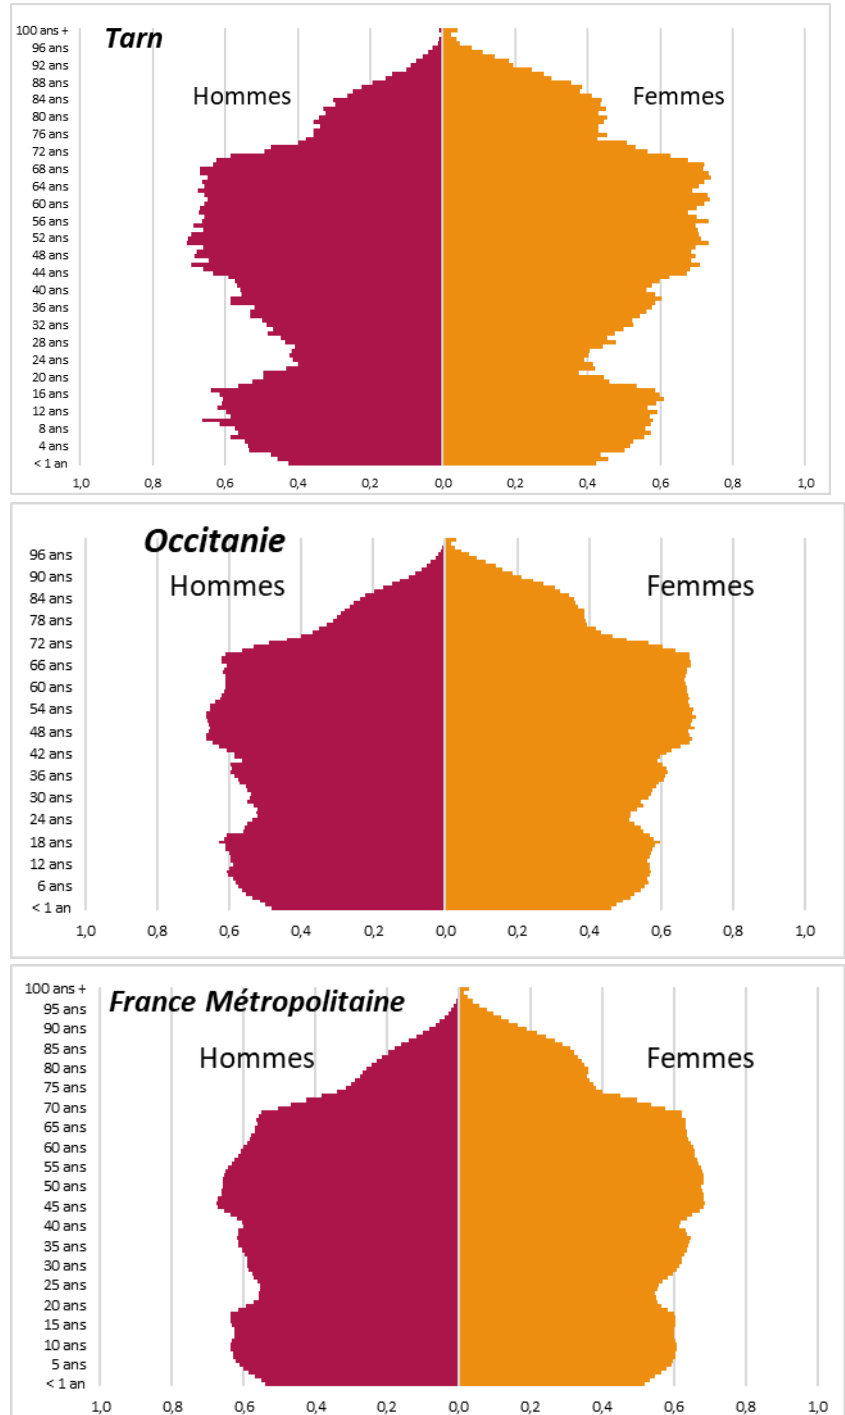 Tarn
Hommes
Femmes
100 ans +
96 ans
92 ans
88 ans
84 ans
80 ans
76 ans
72 ans
68 ans
64 ans
60 ans
56 ans
52 ans
48 ans
44 ans
40 ans
36 ans
32 ans
28 ans
24 ans
20 ans
16 ans
12 ans
8 ans
4 ans
< 1 an
1,0 0,8 0,6 0,4 0,2 0,0 0,2 0,4 0,6 0,8 1,0
Occitanie
Hommes
Femmes
96 ans
90 ans
84 ans
78 ans
72 ans
66 ans
60 ans
54 ans
48 ans
42 ans
36 ans
30 ans
24 ans
18 ans
12 ans
6 ans
< 1 an
1,0 0,8 0,6 0,4 0,2 0,0 0,2 0,4 0,6 0,8 1,0
France Métropolitaine
Hommes
Femmes
100 ans +
95 ans
90 ans
85 ans
80 ans
75 ans
70 ans
65 ans
60 ans
55 ans
50 ans
45 ans
40 ans
35 ans
30 ans
25 ans
20 ans
15 ans
10 ans
5 ans
< 1 an
1,0 0,8 0,6 0,4 0,2 0,0 0,2 0,4 0,6 0,8 1,0